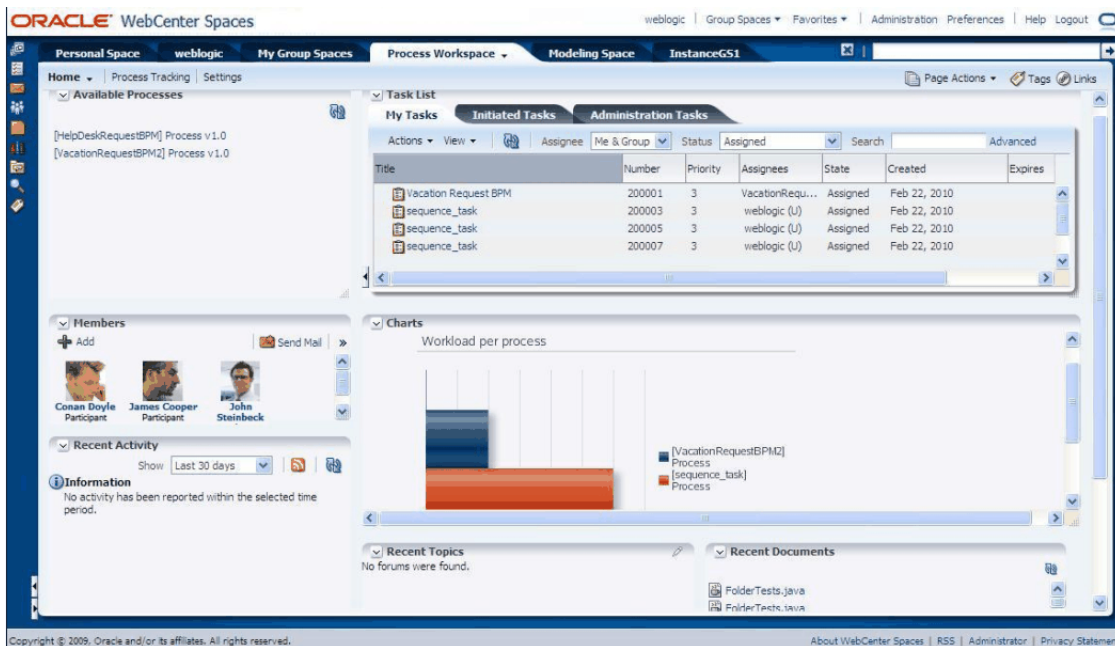 ORACLE WebCenter Spaces
weblogic | Group Spaces Favorites | Administration Preferences | Help Logout
Personal Space weblogic My Group Spaces Process Workspace Modeling Space InstanceGS1
Home Process Tracking Settings Page Actions Tags Links
Available Processes
[HelpDeskRequestBPM] Process v1.0
[VacationRequestBPM2] Process v1.0
Task List
My Tasks Initiated Tasks Administration Tasks
Actions View Assignee Me & Group Status Assigned Search Advanced
Title Number Priority Assignees State Created Expires
Vacation Request BPM 200001 3 VacationRequ... Assigned Feb 22, 2010
sequence_task 200003 3 weblogic (U) Assigned Feb 22, 2010
sequence_task 200005 3 weblogic (U) Assigned Feb 22, 2010
sequence_task 200007 3 weblogic (U) Assigned Feb 22, 2010
Members
Add Send Mail »
Conan Doyle James Cooper John
Participant Participant Steinbeck
Charts
Workload per process
[VacationRequestBPM2]
Process
[sequence_task]
Process
Recent Activity
Show Last 30 days
Information
No activity has been reported within the selected time
period.
Recent Topics
No forums were found.
Recent Documents
FolderTests.java
FolderTests.java
Copyright © 2009, Oracle and/or its affiliates. All rights reserved.
About WebCenter Spaces | RSS | Administrator | Privacy Statemen